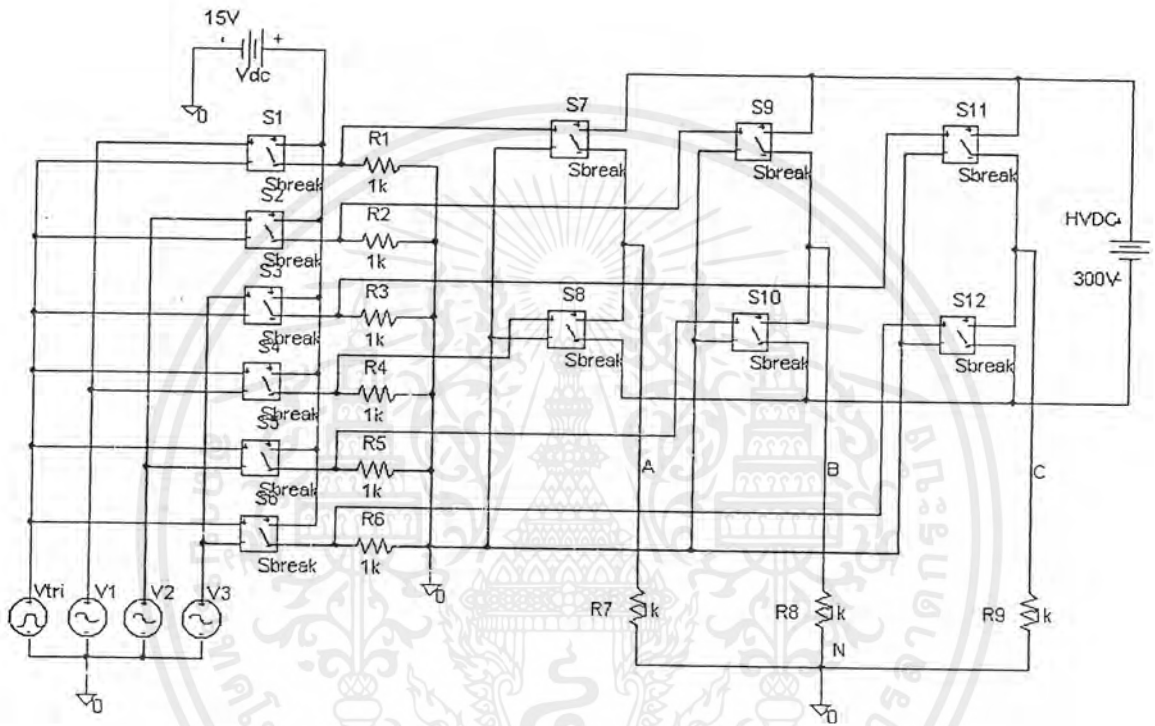 15V
- +
Vdc
0
S1
Sbreak
R1
1k
S2
Sbreak
R2
1k
S3
Sbreak
R3
1k
S4
Sbreak
R4
1k
S5
Sbreak
R5
1k
S6
Sbreak
R6
1k
0
S7
Sbreak
S8
Sbreak
S9
Sbreak
S10
Sbreak
S11
Sbreak
S12
Sbreak
HVDC
300V
A
B
C
Vtri
V1
V2
V3
0
R7
1k
R8
1k
R9
1k
N
0